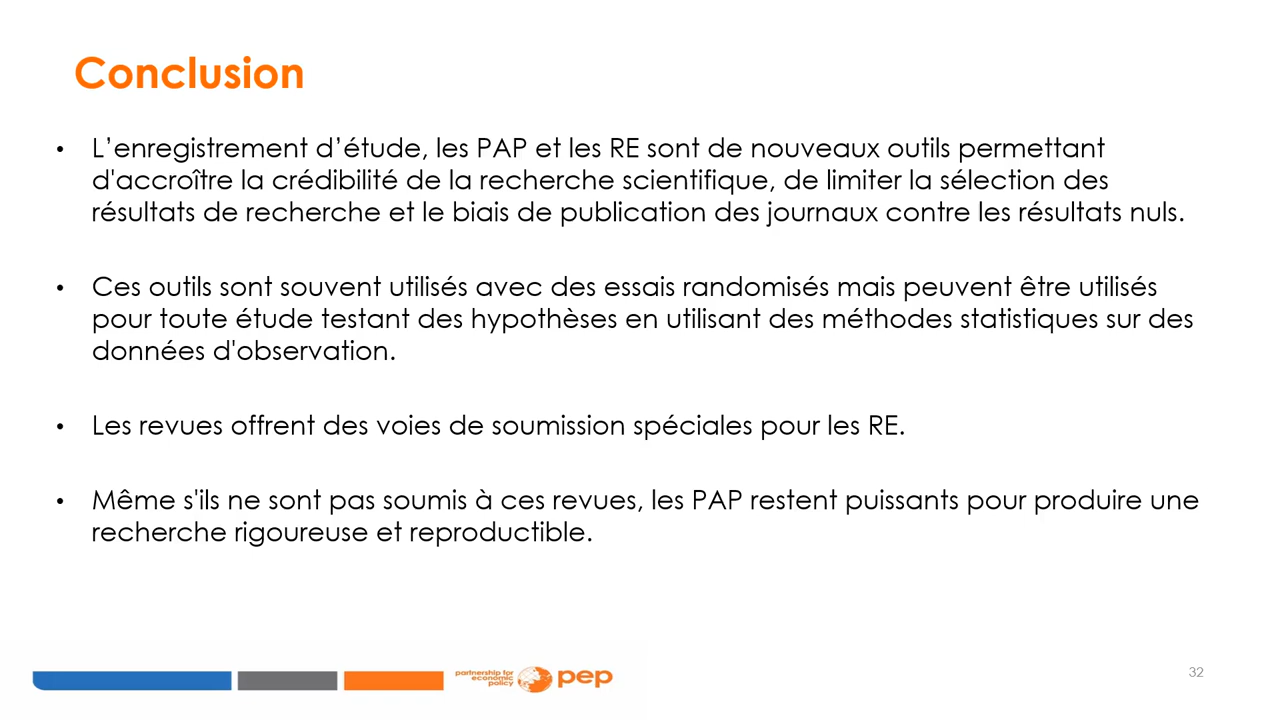 Conclusion
• L’enregistrement d’étude, les PAP et les RE sont de nouveaux outils permettant
d'accroître la crédibilité de la recherche scientifique, de limiter la sélection des
résultats de recherche et le biais de publication des journaux contre les résultats nuls.
• Ces outils sont souvent utilisés avec des essais randomisés mais peuvent être utilisés
pour toute étude testant des hypothèses en utilisant des méthodes statistiques sur des
données d'observation.
• Les revues offrent des voies de soumission spéciales pour les RE.
• Même s'ils ne sont pas soumis à ces revues, les PAP restent puissants pour produire une
recherche rigoureuse et reproductible.
partnership for
economic
policy
pep
32